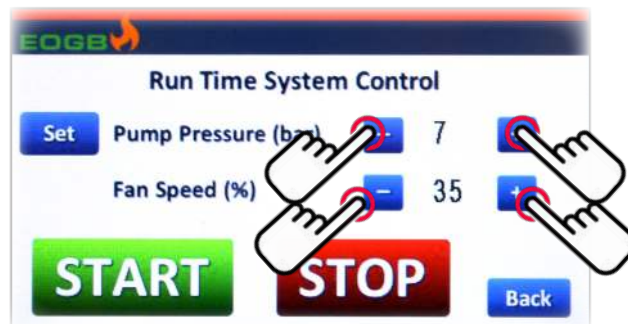 EOGB
Run Time System Control
Set Pump Pressure (bar) − 7
Fan Speed (%) − 35 +
START STOP Back